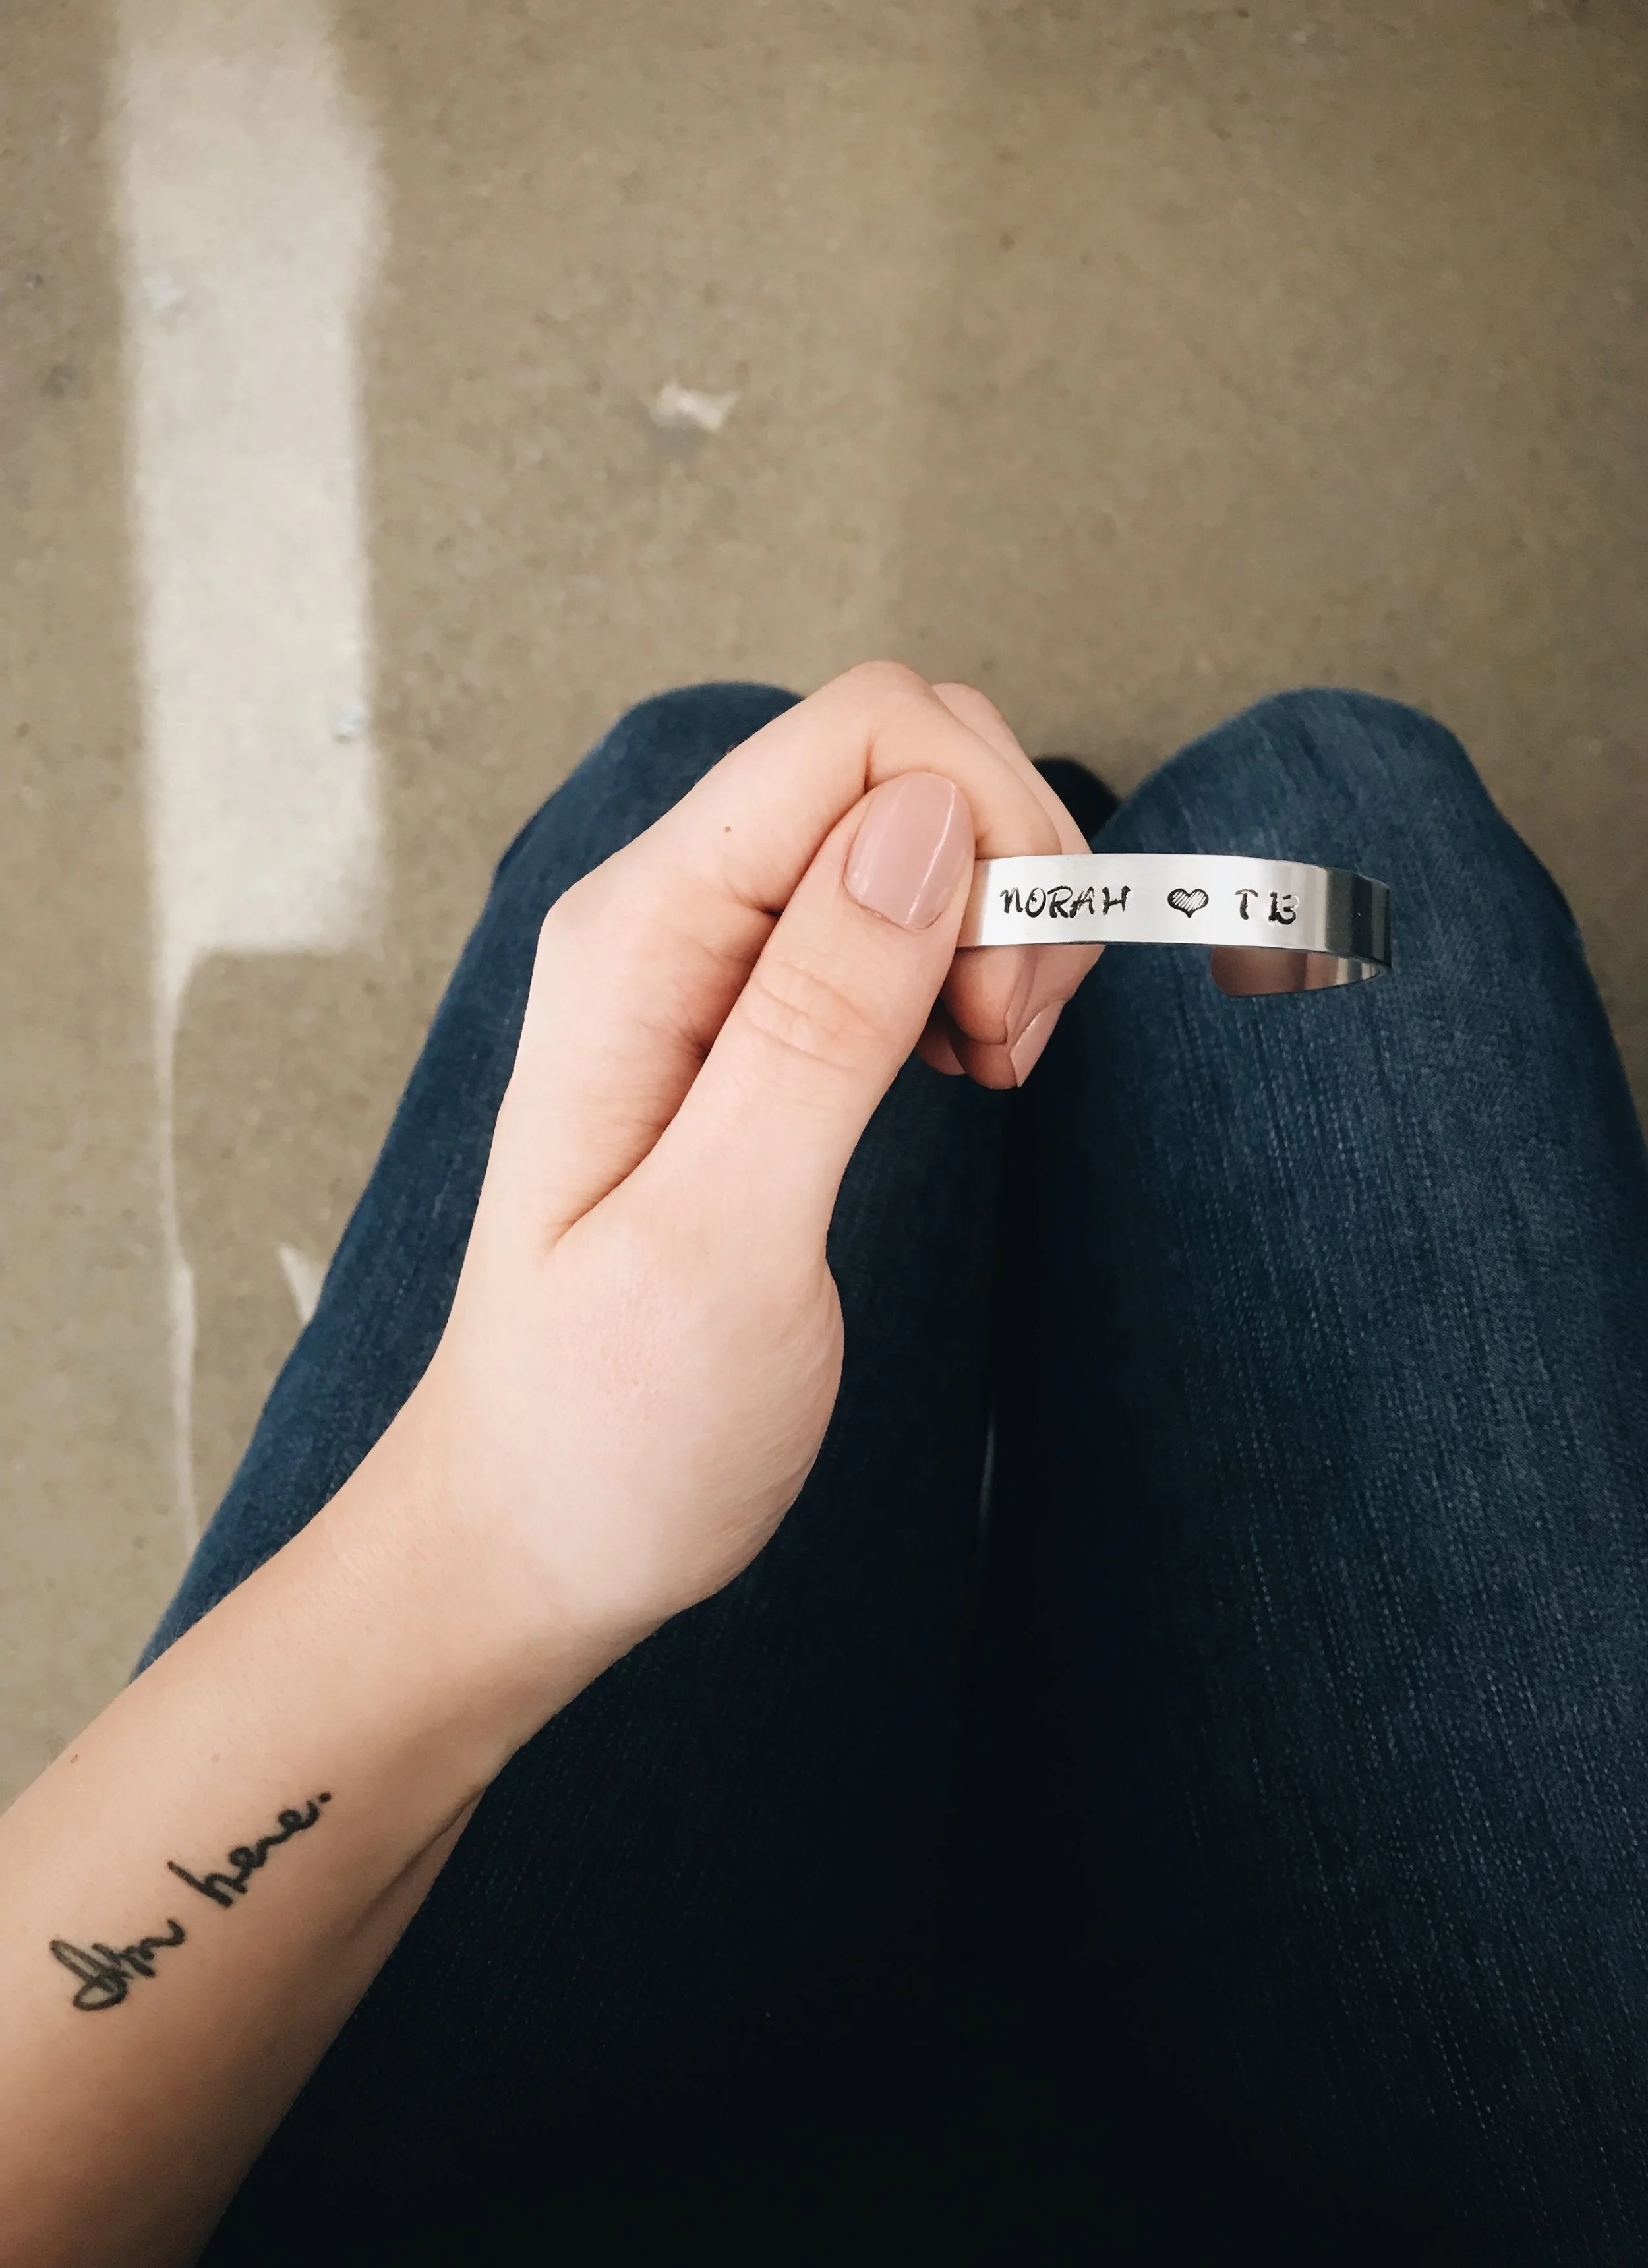 NORAH ♥ T13
I'm here.